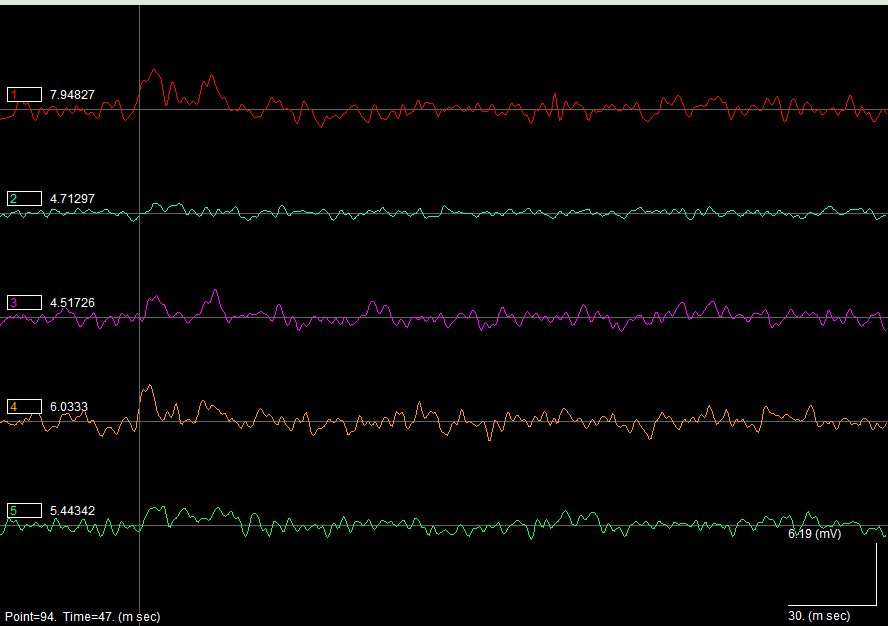 1 7.94827
2 4.71297
3 4.51726
4 6.0333
5 5.44342
6.19 (mV)
Point=94. Time=47. (m sec)
30. (m sec)